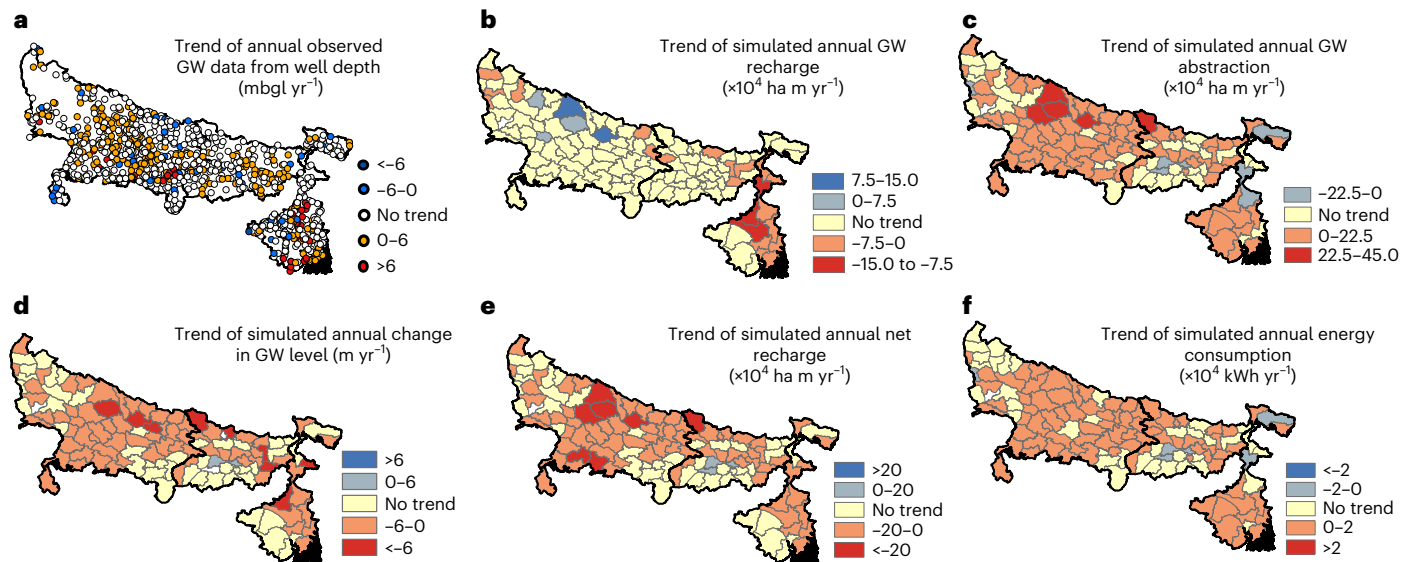 a
Trend of annual observed
GW data from well depth
(mbgl yr⁻¹)
<–6
–6–0
No trend
0–6
>6
b
Trend of simulated annual GW
recharge
(×10⁴ ha m yr⁻¹)
7.5–15.0
0–7.5
No trend
–7.5–0
–15.0 to –7.5
c
Trend of simulated annual GW
abstraction
(×10⁴ ha m yr⁻¹)
–22.5–0
No trend
0–22.5
22.5–45.0
d
Trend of simulated annual change
in GW level (m yr⁻¹)
>6
0–6
No trend
–6–0
<–6
e
Trend of simulated annual net
recharge
(×10⁴ ha m yr⁻¹)
>20
0–20
No trend
–20–0
<–20
f
Trend of simulated annual energy
consumption
(×10⁴ kWh yr⁻¹)
<–2
–2–0
No trend
0–2
>2